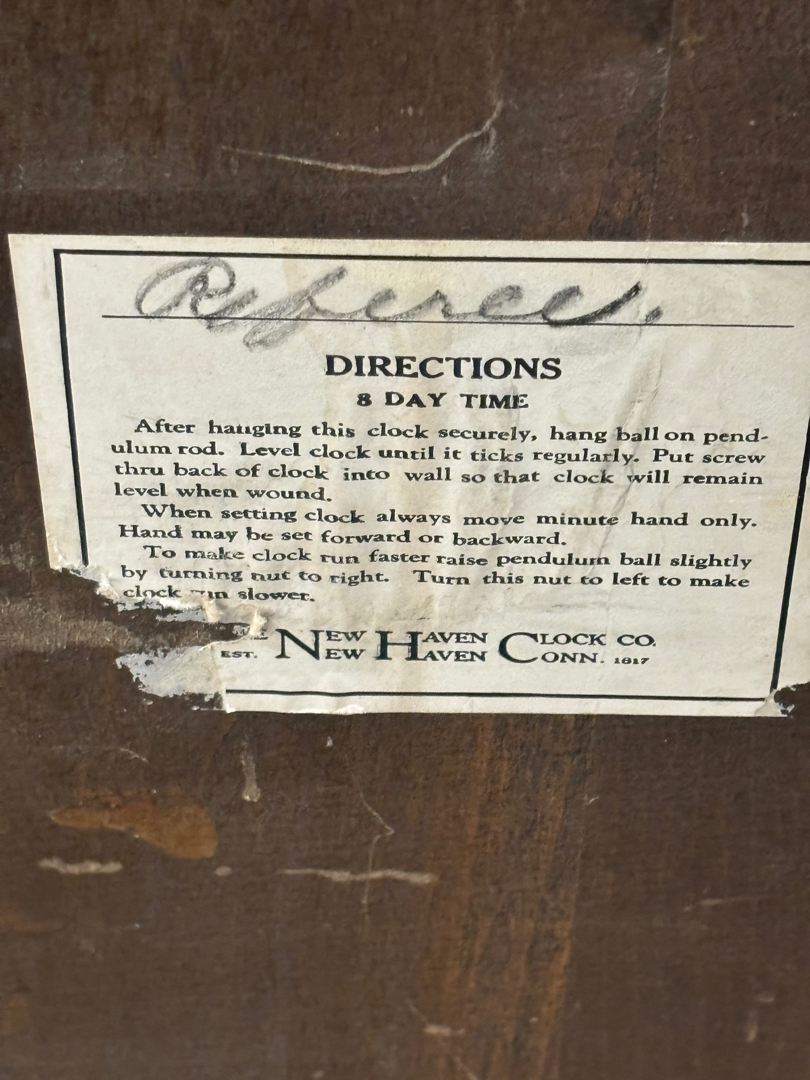 Referee.
DIRECTIONS
8 DAY TIME
After hanging this clock securely, hang ball on pend-
ulum rod. Level clock until it ticks regularly. Put screw
thru back of clock into wall so that clock will remain
level when wound.
When setting clock always move minute hand only.
Hand may be set forward or backward.
To make clock run faster raise pendulum ball slightly
by turning nut to right. Turn this nut to left to make
clock run slower.
NEW HAVEN CLOCK CO.
EST. NEW HAVEN CONN. 1817